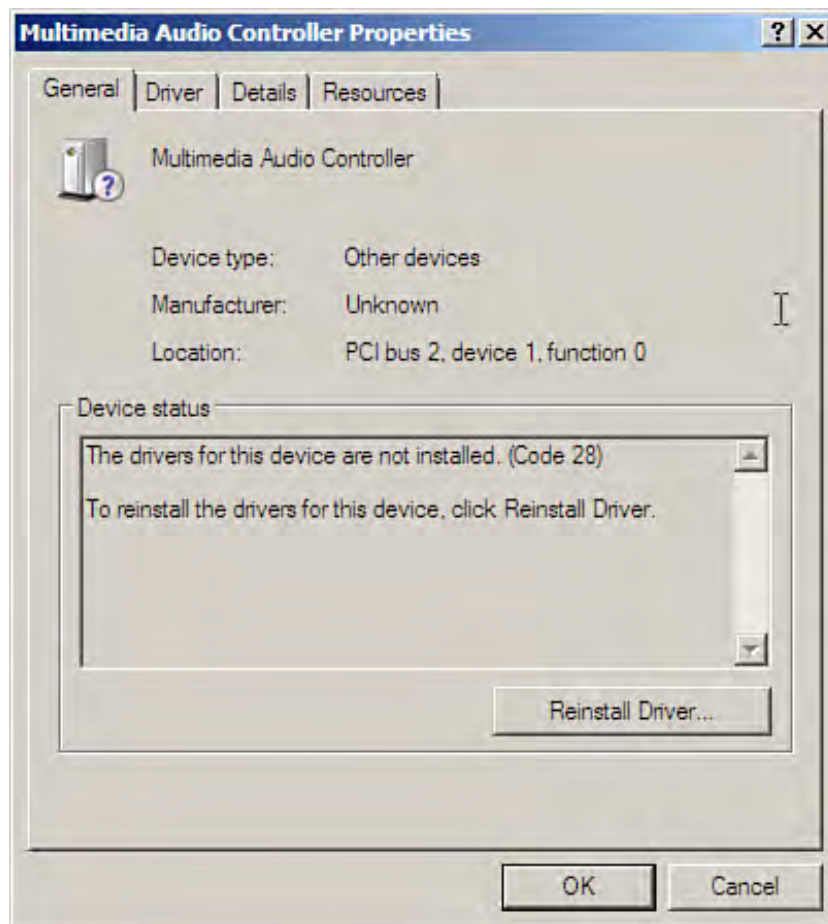 Multimedia Audio Controller Properties
General Driver Details Resources
Multimedia Audio Controller
Device type: Other devices
Manufacturer: Unknown
Location: PCI bus 2, device 1, function 0
Device status
The drivers for this device are not installed. (Code 28)
To reinstall the drivers for this device, click Reinstall Driver.
Reinstall Driver...
OK Cancel